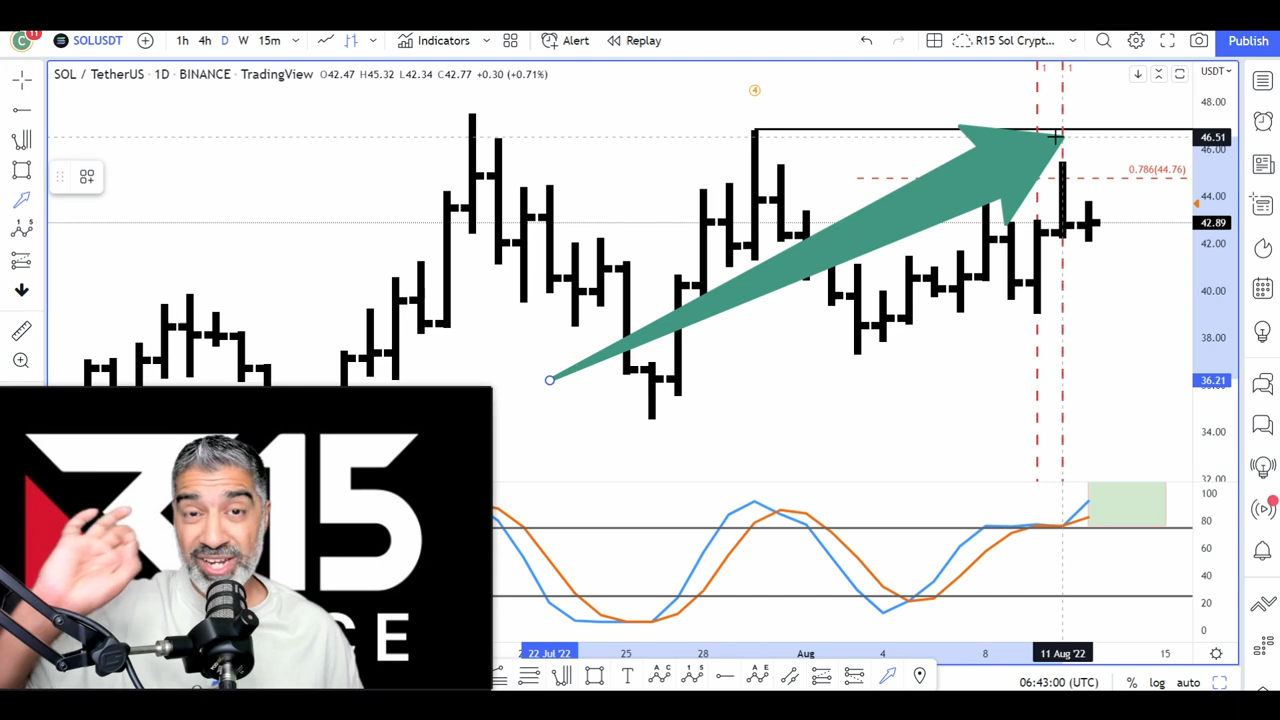 11
SOLUSDT
1h 4h D W 15m
Indicators
Alert
Replay
R15 Sol Crypt...
Publish
SOL / TetherUS · 1D · BINANCE · TradingView O42.47 H45.32 L42.34 C42.77 +0.30 (+0.71%)
USDT
1 1
4
48.00
46.51
46.00
0.786(44.76)
44.00
42.89
42.00
40.00
38.00
36.21
34.00
32.00
100
80
60
40
20
0
22 Jul '22 25 28 Aug 4 8 11 Aug '22 15
06:43:00 (UTC) % log auto